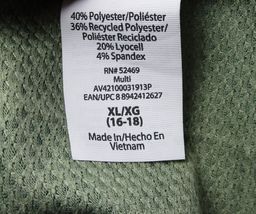 40% Polyester/Poliéster
36% Recycled Polyester/
Poliéster Reciclado
20% Lyocell
4% Spandex
RN# 52469
Multi
AV42100031913P
EAN/UPC 8 8942412627
XL/XG
(16-18)
Made In/Hecho En
Vietnam